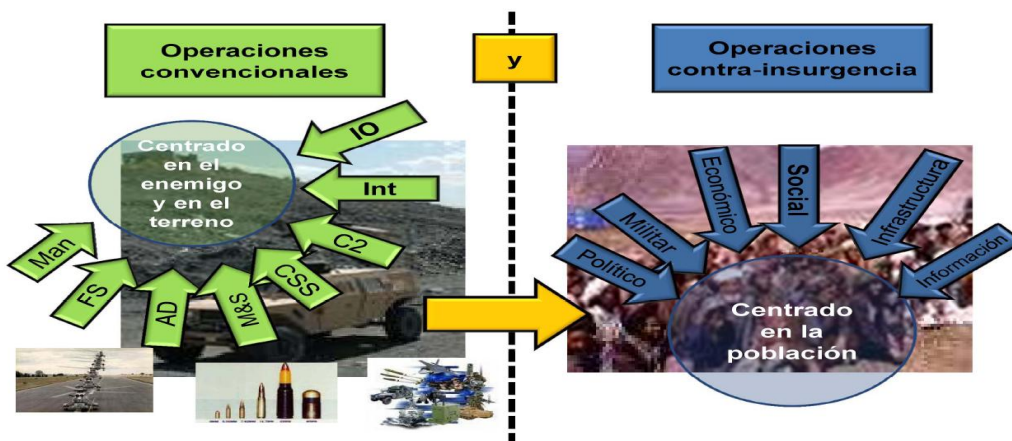 Operaciones
convencionales
y
Operaciones
contra-insurgencia
Centrado
en el
enemigo
y en el
terreno
IO
Int
C2
CSS
M&S
AD
FS
Man
Político
Militar
Económico
Social
Infrastructura
Información
Centrado
en la
población